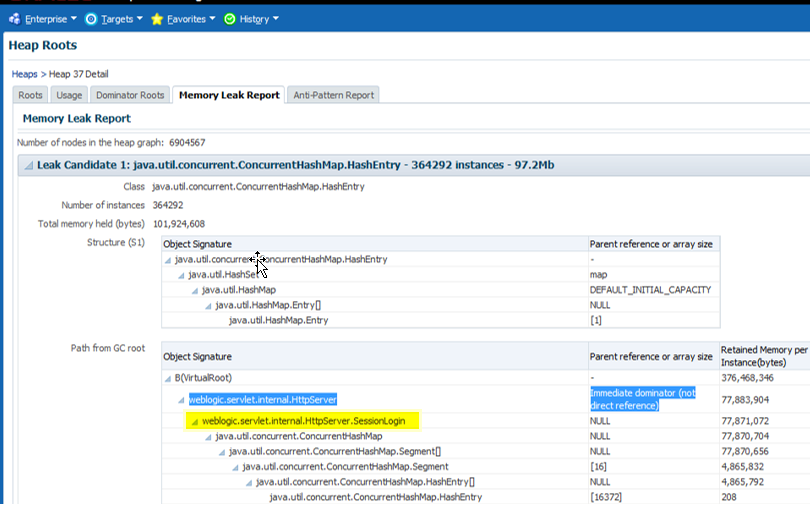 Enterprise Targets Favorites History
Heap Roots
Heaps > Heap 37 Detail
Roots Usage Dominator Roots Memory Leak Report Anti-Pattern Report
Memory Leak Report
Number of nodes in the heap graph: 6904567
Leak Candidate 1: java.util.concurrent.ConcurrentHashMap.HashEntry - 364292 instances - 97.2Mb
Class java.util.concurrent.ConcurrentHashMap.HashEntry
Number of instances 364292
Total memory held (bytes) 101,924,608
Structure (S1) Object Signature Parent reference or array size
java.util.concurrent.ConcurrentHashMap.HashEntry -
java.util.HashSet map
java.util.HashMap DEFAULT_INITIAL_CAPACITY
java.util.HashMap.Entry[] NULL
java.util.HashMap.Entry [1]
Path from GC root Object Signature Parent reference or array size Retained Memory per Instance(bytes)
B(VirtualRoot) - 376,468,346
weblogic.servlet.internal.HttpServer Immediate dominator (not direct reference) 77,883,904
weblogic.servlet.internal.HttpServer.SessionLogin NULL 77,871,072
java.util.concurrent.ConcurrentHashMap NULL 77,870,704
java.util.concurrent.ConcurrentHashMap.Segment[] NULL 77,870,656
java.util.concurrent.ConcurrentHashMap.Segment [16] 4,865,832
java.util.concurrent.ConcurrentHashMap.HashEntry[] NULL 4,865,792
java.util.concurrent.ConcurrentHashMap.HashEntry [16372] 208